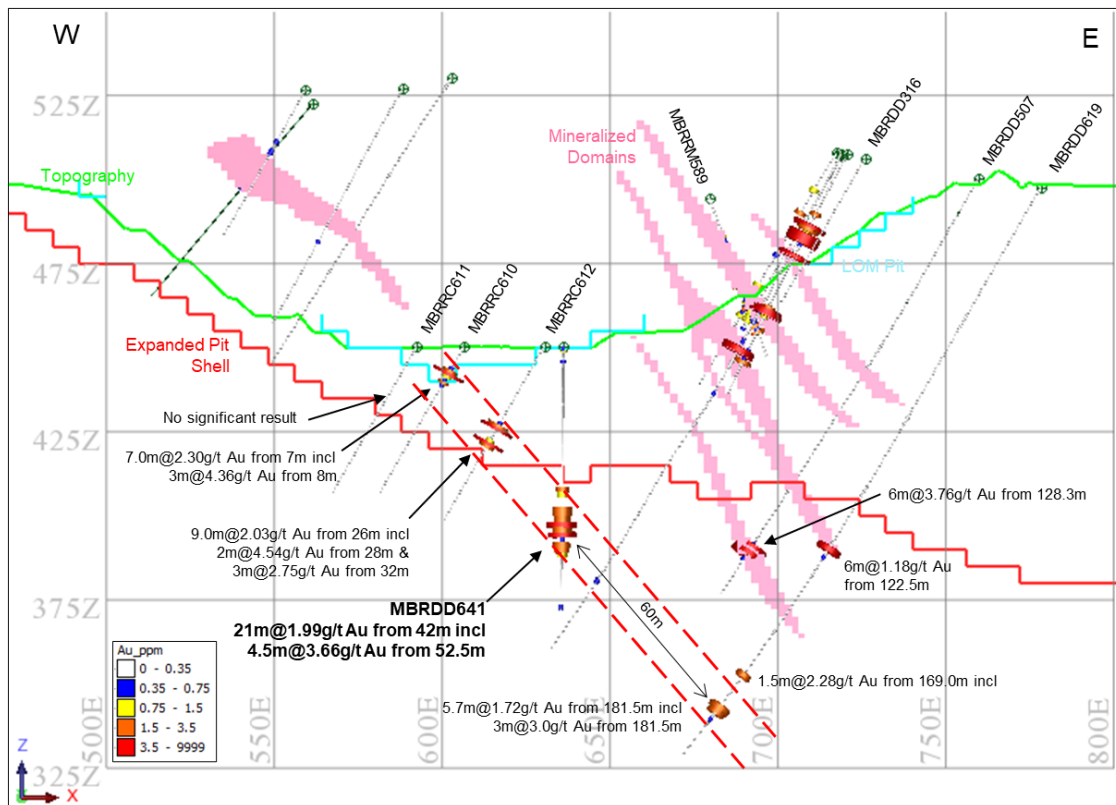 W
E
525Z
475Z
425Z
375Z
325Z
500E
550E
600E
650E
700E
750E
800E
Topography
Mineralized
Domains
MBRRM589
MBRDD316
MBRDD507
MBRDD619
LOM Pit
MBRRC611
MBRRC610
MBRRC612
Expanded Pit
Shell
No significant result
7.0m@2.30g/t Au from 7m incl
3m@4.36g/t Au from 8m
9.0m@2.03g/t Au from 26m incl
2m@4.54g/t Au from 28m &
3m@2.75g/t Au from 32m
6m@3.76g/t Au from 128.3m
6m@1.18g/t Au
from 122.5m
MBRDD641
21m@1.99g/t Au from 42m incl
4.5m@3.66g/t Au from 52.5m
60m
1.5m@2.28g/t Au from 169.0m incl
5.7m@1.72g/t Au from 181.5m incl
3m@3.0g/t Au from 181.5m
Au_ppm
0 - 0.35
0.35 - 0.75
0.75 - 1.5
1.5 - 3.5
3.5 - 9999
Z
X